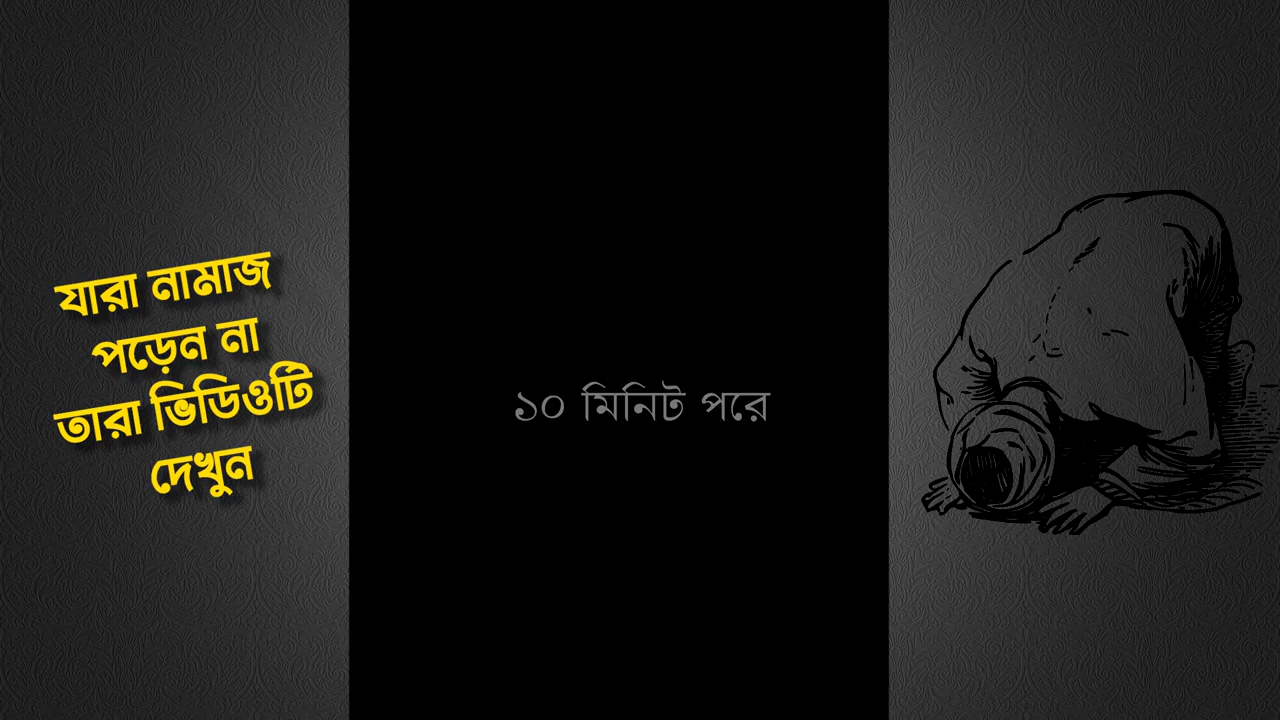 যারা নামাজ
পড়েন না
তারা ভিডিওটি
দেখুন
১০ মিনিট পরে